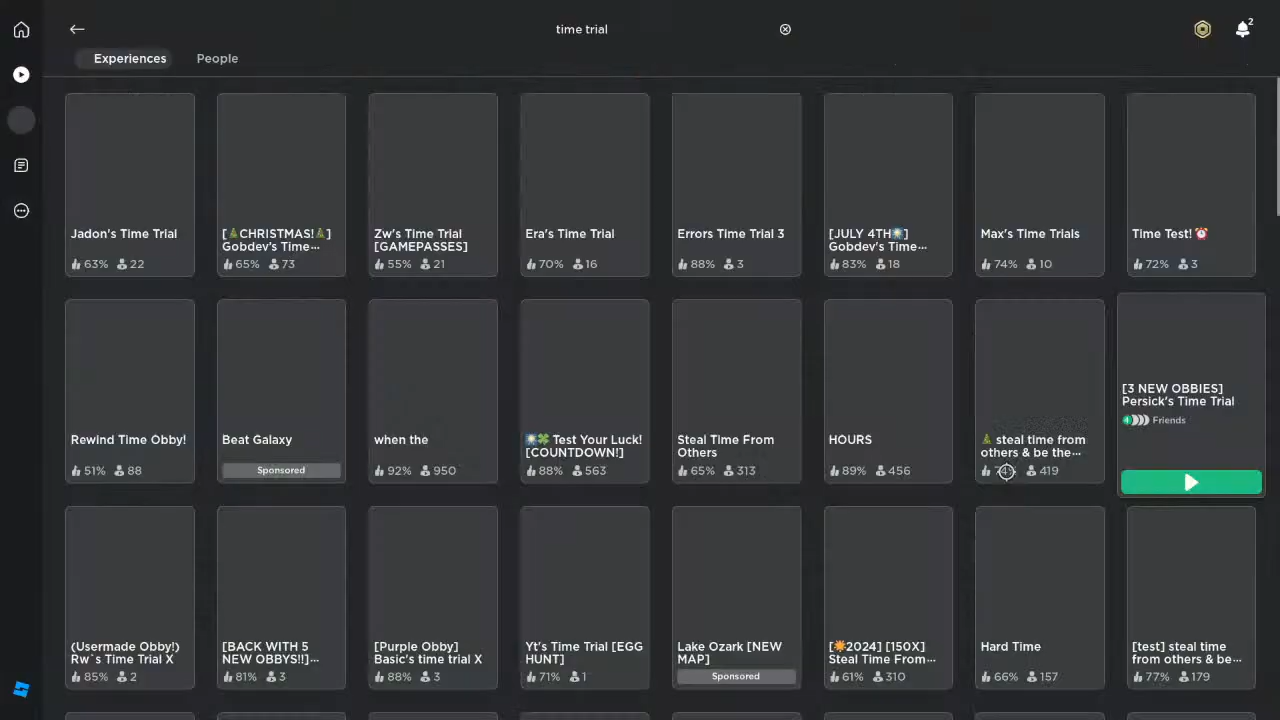 time trial
2
Experiences
People
Jadon's Time Trial
63% 22
[🎄CHRISTMAS!🎄]
Gobdev's Time...
65% 73
Zw's Time Trial
[GAMEPASSES]
55% 21
Era's Time Trial
70% 16
Errors Time Trial 3
88% 3
[JULY 4TH🎆]
Gobdev's Time...
83% 18
Max's TIme Trials
74% 10
Time Test! ⏰
72% 3
Rewind Time Obby!
51% 88
Beat Galaxy
Sponsored
when the
92% 950
🎆🍀 Test Your Luck!
[COUNTDOWN!]
88% 563
Steal Time From
Others
65% 313
HOURS
89% 456
🎄 steal time from
others & be the...
419
[3 NEW OBBIES]
Persick's Time Trial
Friends
(Usermade Obby!)
Rw`s Time Trial X
85% 2
[BACK WITH 5
NEW OBBYS!!]...
81% 3
[Purple Obby]
Basic's time trial X
88% 3
Yt's Time Trial [EGG
HUNT]
71% 1
Lake Ozark [NEW
MAP]
Sponsored
[☀️2024] [150X]
Steal Time From...
61% 310
Hard Time
66% 157
[test] steal time
from others & be...
77% 179